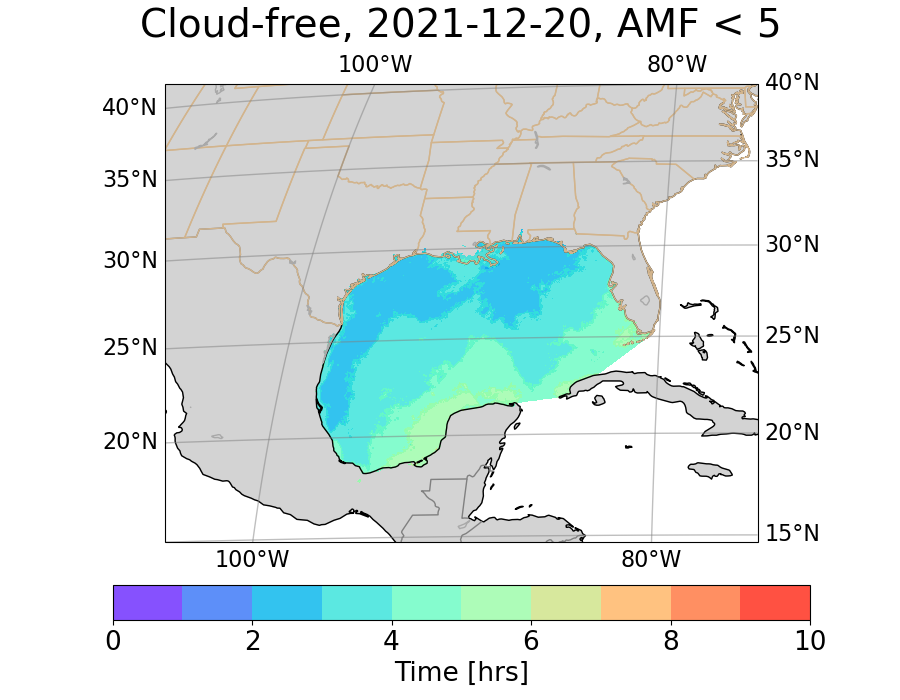 Cloud-free, 2021-12-20, AMF < 5
100°W 80°W
40°N 40°N
35°N 35°N
30°N 30°N
25°N 25°N
20°N 20°N
15°N
100°W 80°W
0 2 4 6 8 10
Time [hrs]